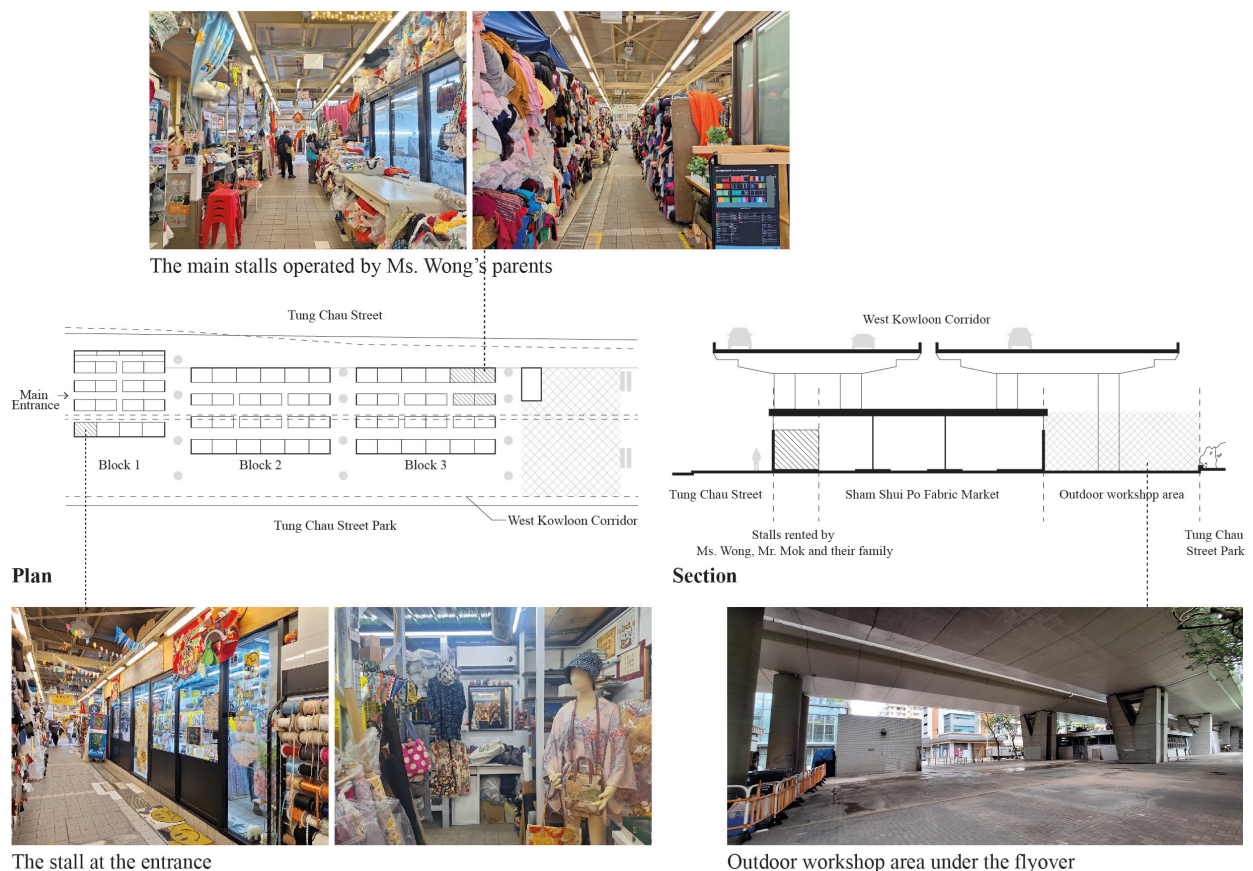 The main stalls operated by Ms. Wong's parents
Tung Chau Street
Main
Entrance
Block 1
Block 2
Block 3
West Kowloon Corridor
Tung Chau Street Park
Plan
West Kowloon Corridor
Tung Chau Street
Sham Shui Po Fabric Market
Outdoor workshop area
Stalls rented by
Ms. Wong, Mr. Mok and their family
Tung Chau
Street Park
Section
The stall at the entrance
Outdoor workshop area under the flyover